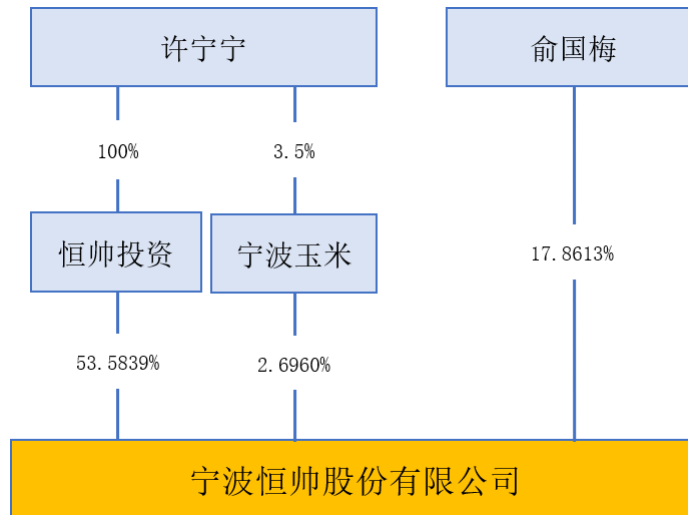 许宁宁
俞国梅
100%
3.5%
恒帅投资
宁波玉米
17.8613%
53.5839%
2.6960%
宁波恒帅股份有限公司